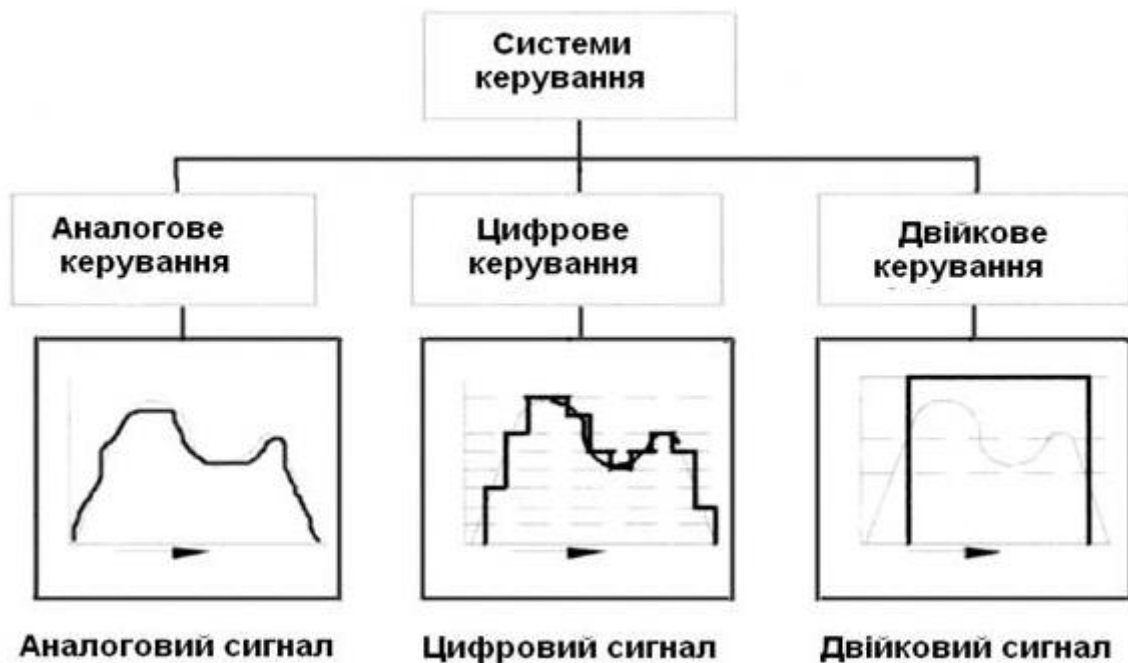 Системи
керування
Аналогове
керування
Цифрове
керування
Двійкове
керування
Аналоговий сигнал
Цифровий сигнал
Двійковий сигнал